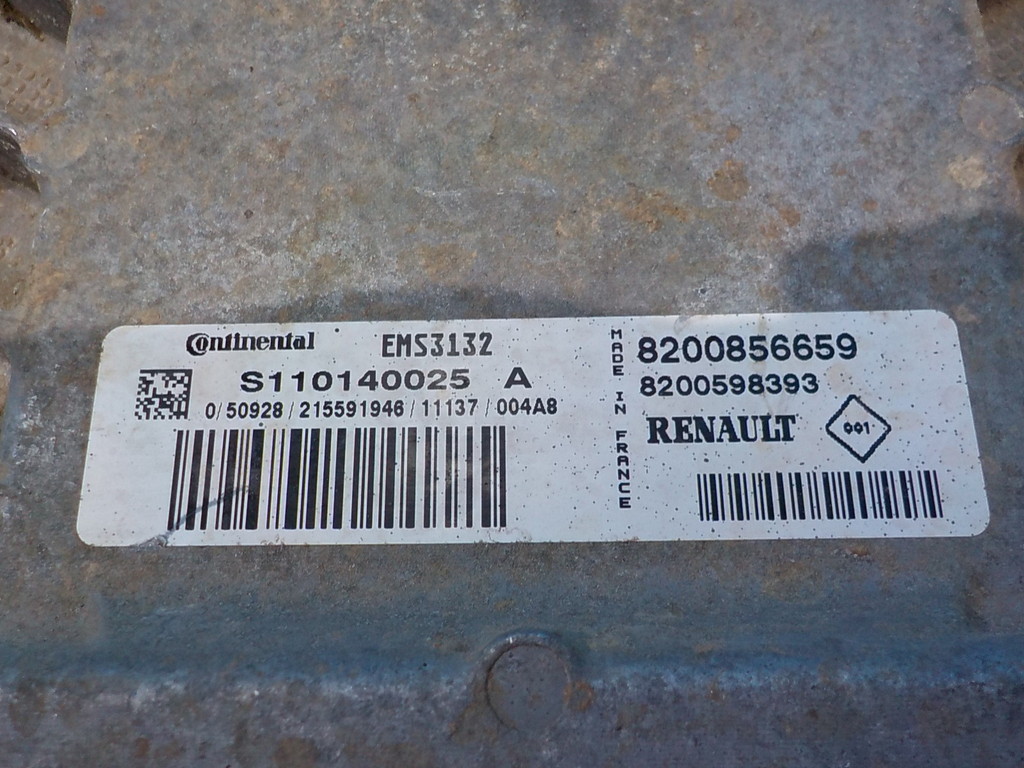 Continental EMS3132
S110140025 A
0/50928/215591946/11137/004A8
MADE IN FRANCE
8200856659
8200598393
RENAULT 001